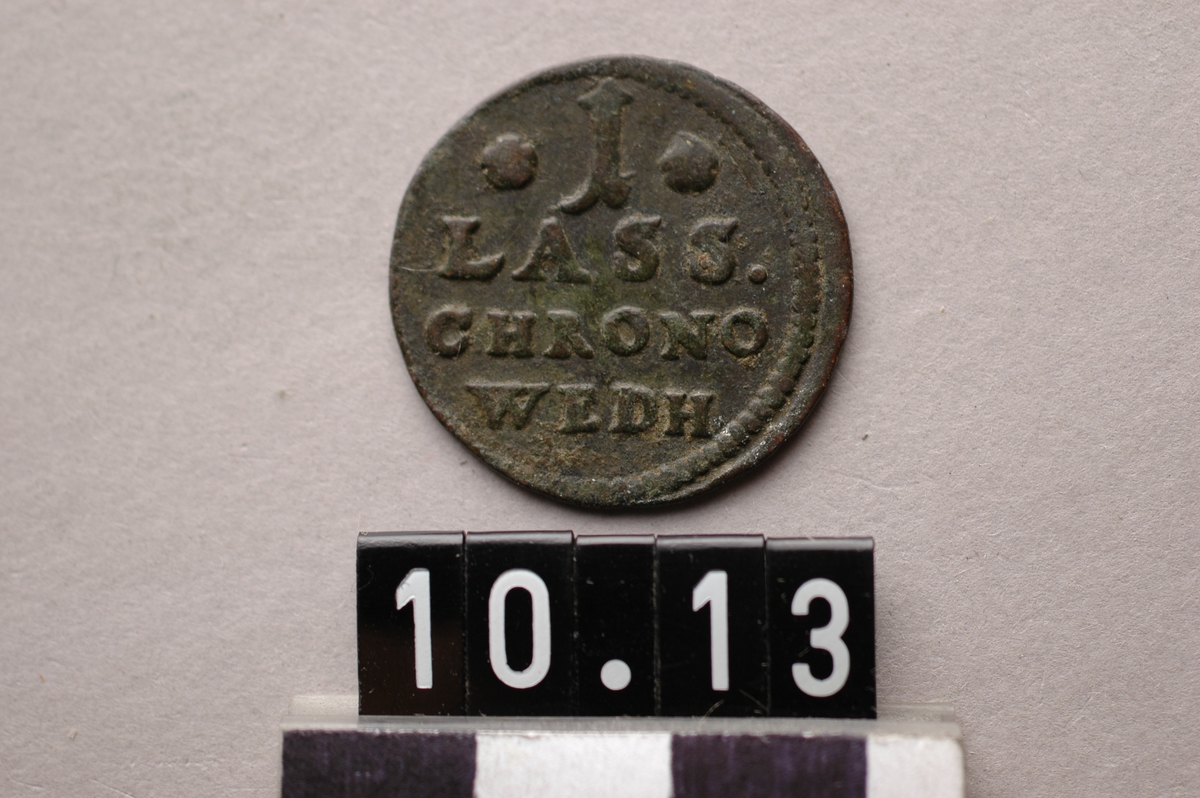 1
LASS.
CHRONO
WEDH
10.13